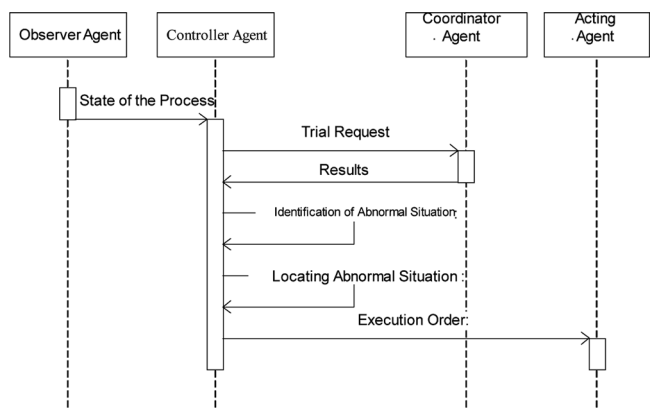 Observer Agent
Controller Agent
Coordinator
. Agent
Acting
. Agent
State of the Process
Trial Request
Results
Identification of Abnormal Situation:
Locating Abnormal Situation :
Execution Order: